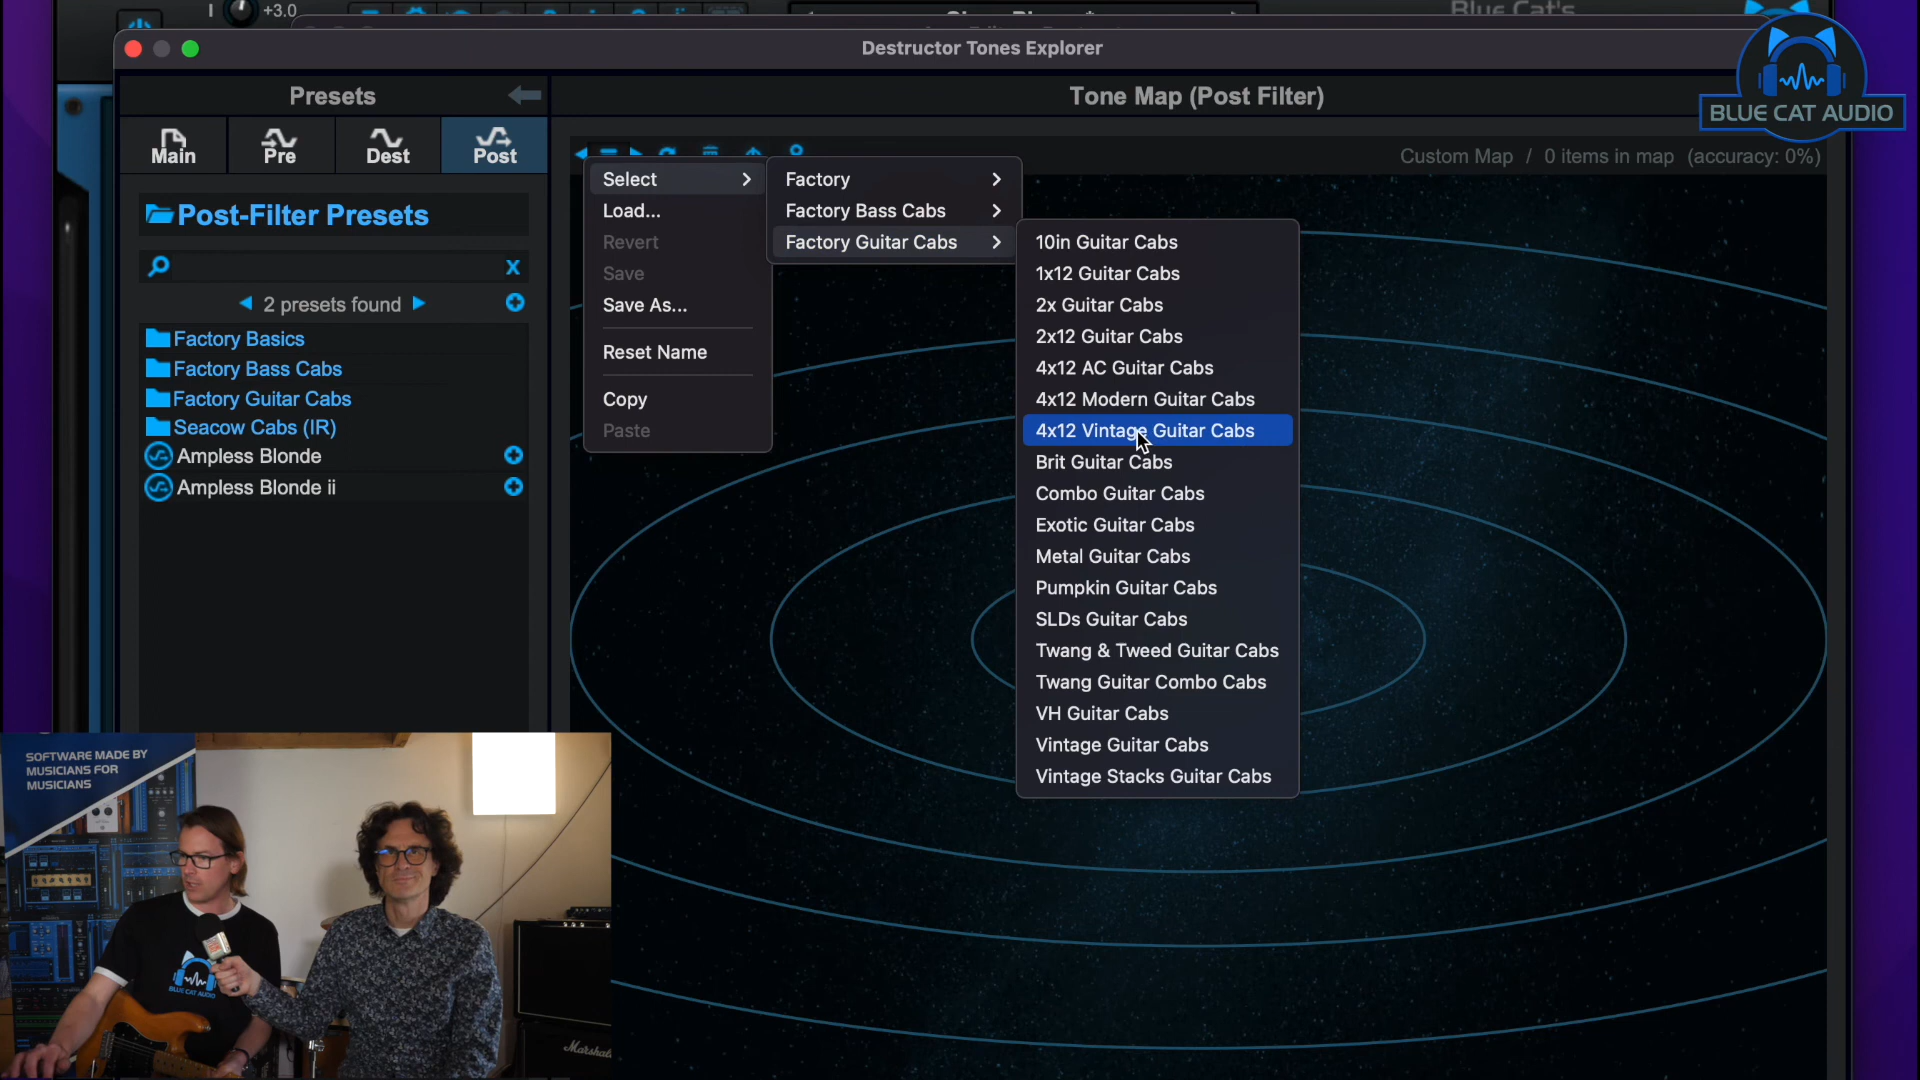 +3.0
Blue Cat's
Destructor Tones Explorer
BLUE CAT AUDIO
Presets
Tone Map (Post Filter)
Main
Pre
Dest
Post
Custom Map / 0 items in map (accuracy: 0%)
Post-Filter Presets
X
2 presets found
Factory Basics
Factory Bass Cabs
Factory Guitar Cabs
Seacow Cabs (IR)
Ampless Blonde
Ampless Blonde ii
Select
Load...
Revert
Save
Save As...
Reset Name
Copy
Paste
Factory
Factory Bass Cabs
Factory Guitar Cabs
10in Guitar Cabs
1x12 Guitar Cabs
2x Guitar Cabs
2x12 Guitar Cabs
4x12 AC Guitar Cabs
4x12 Modern Guitar Cabs
4x12 Vintage Guitar Cabs
Brit Guitar Cabs
Combo Guitar Cabs
Exotic Guitar Cabs
Metal Guitar Cabs
Pumpkin Guitar Cabs
SLDs Guitar Cabs
Twang & Tweed Guitar Cabs
Twang Guitar Combo Cabs
VH Guitar Cabs
Vintage Guitar Cabs
Vintage Stacks Guitar Cabs
SOFTWARE MADE BY
MUSICIANS FOR
MUSICIANS
BLUE CAT AUDIO
Marshall